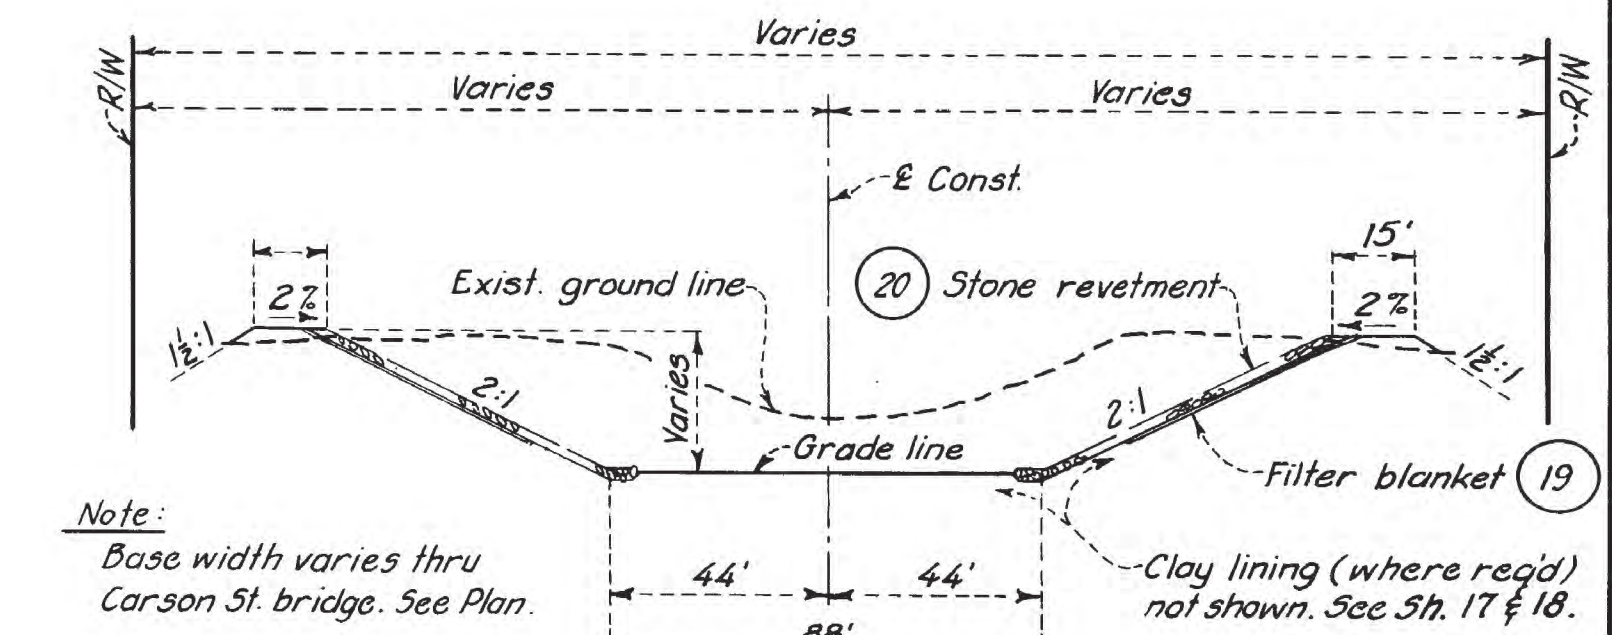 Varies
Varies
Varies
R/W
R/W
℄ Const.
15'
2%
2%
Exist. ground line
20
Stone revetment
1½:1
1½:1
2:1
2:1
Varies
Grade line
Filter blanket
19
Note:
Base width varies thru
Carson St. bridge. See Plan.
44'
44'
88'
Clay lining (where req'd)
not shown. See Sh. 17 & 18.